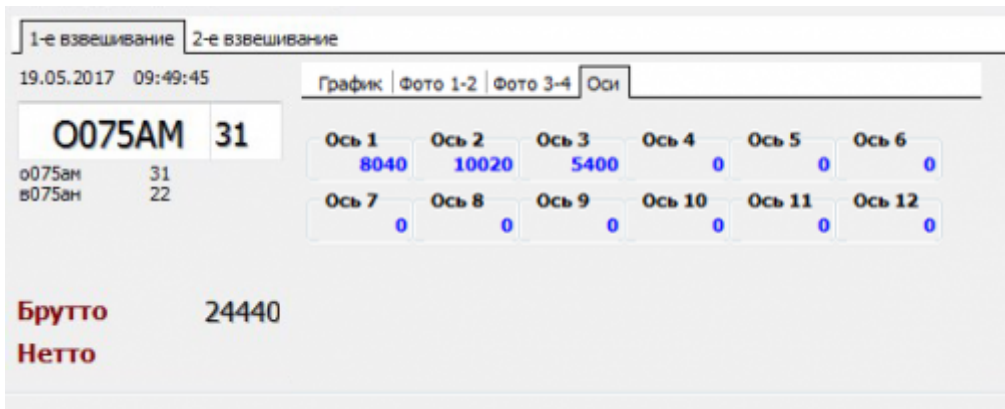 1-е взвешивание 2-е взвешивание
19.05.2017 09:49:45
График Фото 1-2 Фото 3-4 Оси
О075АМ 31
о075ам 31
в075ан 22
Ось 1 Ось 2 Ось 3 Ось 4 Ось 5 Ось 6
8040 10020 5400 0 0 0
Ось 7 Ось 8 Ось 9 Ось 10 Ось 11 Ось 12
0 0 0 0 0 0
Брутто 24440
Нетто